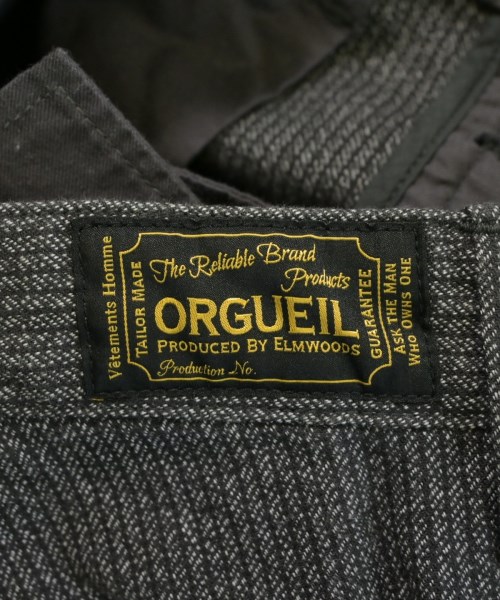 Vêtements Homme
TAILOR MADE
The Reliable Brand
Products
ORGUEIL
PRODUCED BY ELMWOODS
Production No.
GUARANTEE
ASK THE MAN
WHO OWNS ONE